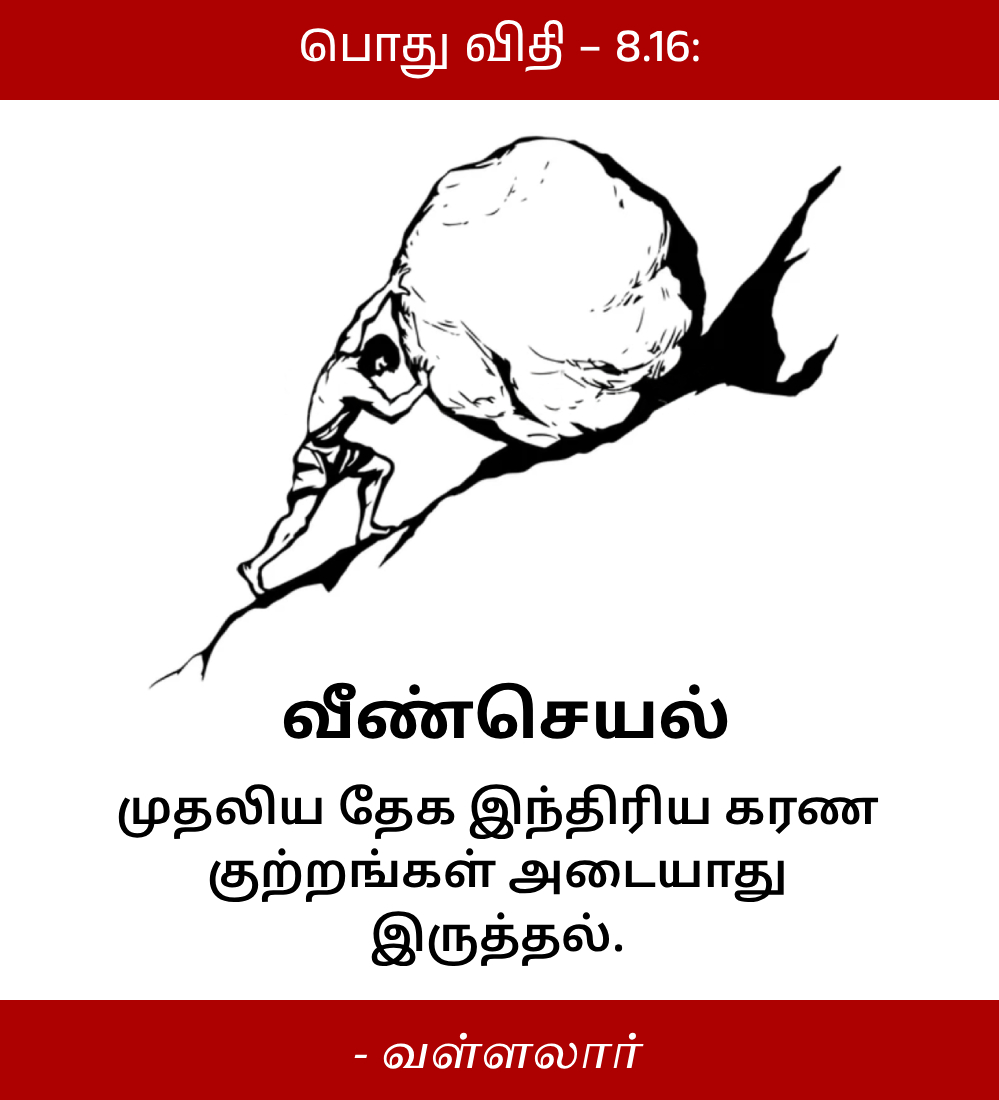 பொது விதி – 8.16:
வீண்செயல்
முதலிய தேக இந்திரிய கரண
குற்றங்கள் அடையாது
இருத்தல்.
- வள்ளலார்